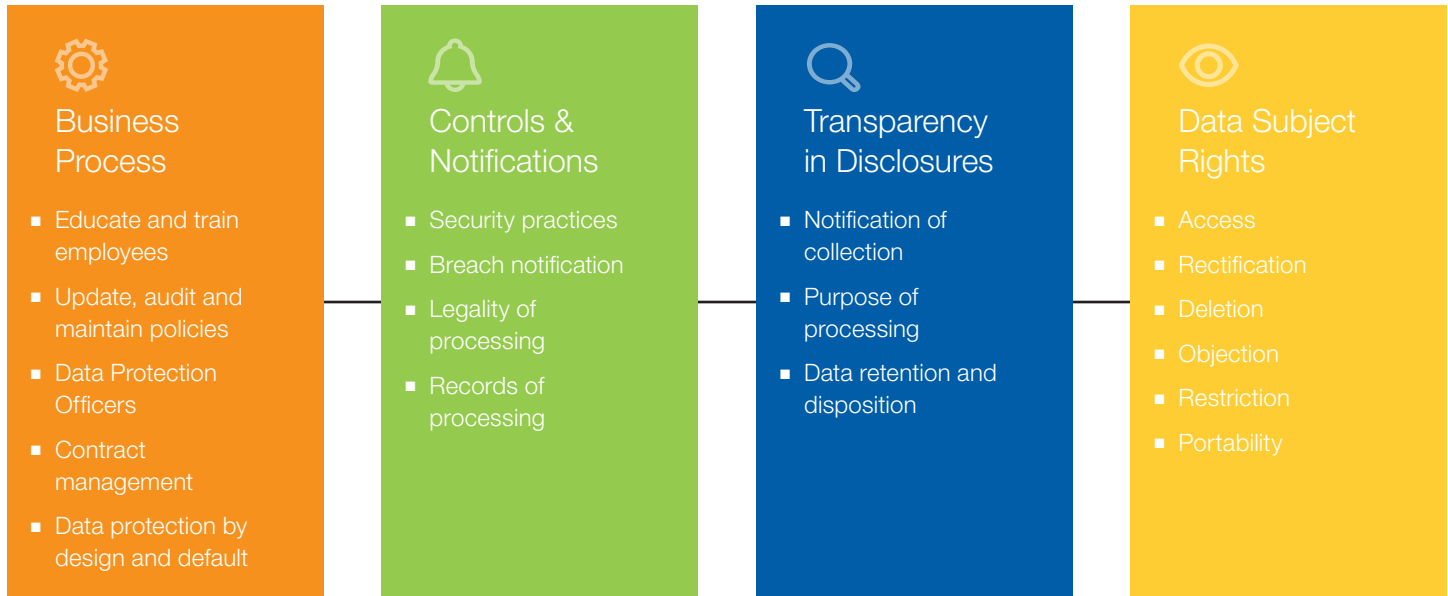 Business
Process
Educate and train
employees
Update, audit and
maintain policies
Data Protection
Officers
Contract
management
Data protection by
design and default
Controls &
Notifications
Security practices
Breach notification
Legality of
processing
Records of
processing
Transparency
in Disclosures
Notification of
collection
Purpose of
processing
Data retention and
disposition
Data Subject
Rights
Access
Rectification
Deletion
Objection
Restriction
Portability